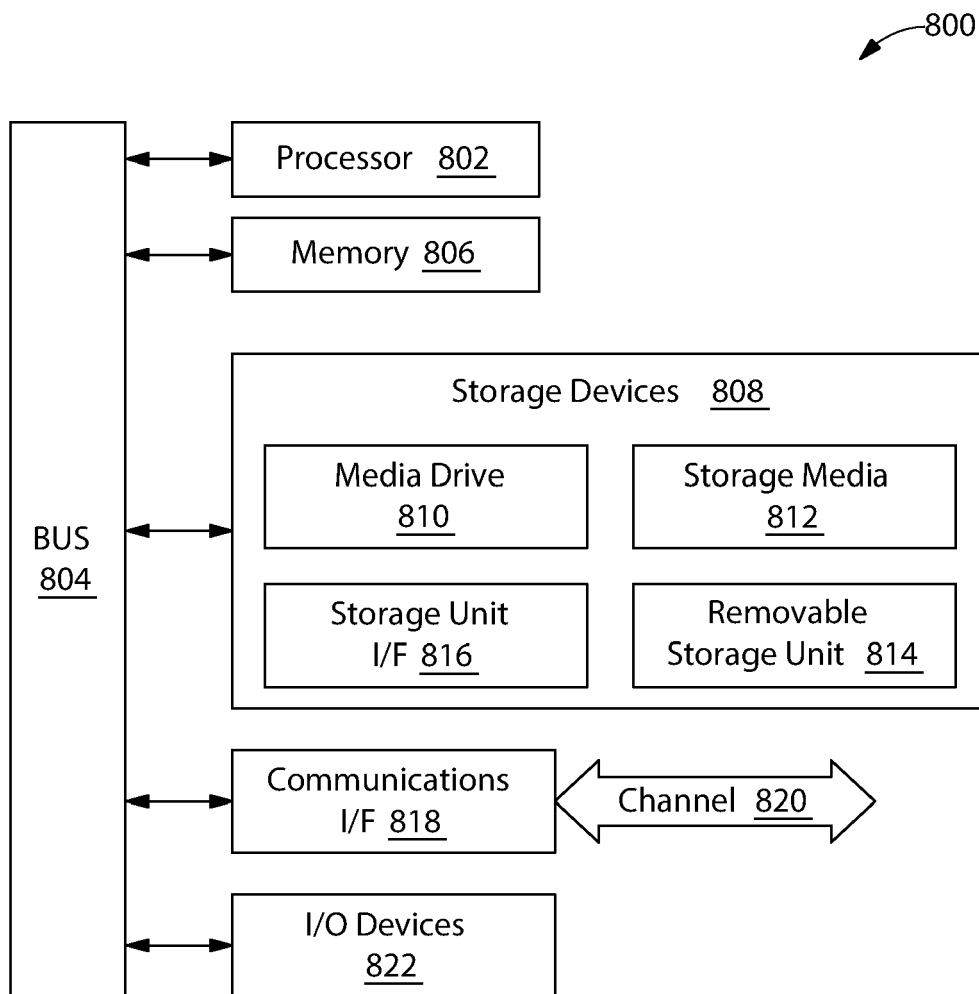 800
Processor 802
Memory 806
Storage Devices 808
Media Drive
810
Storage Media
812
BUS
804
Storage Unit
I/F 816
Removable
Storage Unit 814
Communications
I/F 818
Channel 820
I/O Devices
822